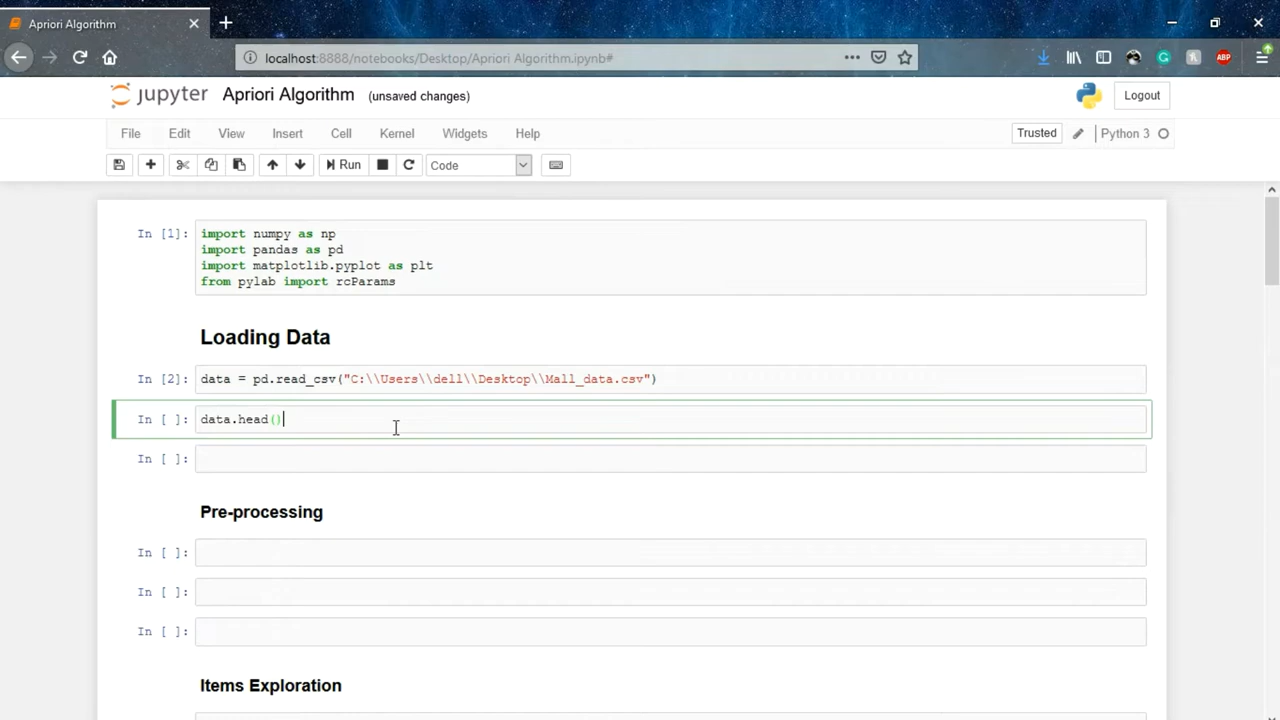 Apriori Algorithm
localhost:8888/notebooks/Desktop/Apriori Algorithm.ipynb#
ABP
jupyter Apriori Algorithm (unsaved changes)
Logout
File Edit View Insert Cell Kernel Widgets Help
Trusted
Python 3
Run
Code
In [1]:
import numpy as np
import pandas as pd
import matplotlib.pyplot as plt
from pylab import rcParams
Loading Data
In [2]: data = pd.read_csv("C:\\Users\\dell\\Desktop\\Mall_data.csv")
In [ ]: data.head()
In [ ]:
Pre-processing
In [ ]:
In [ ]:
In [ ]:
Items Exploration